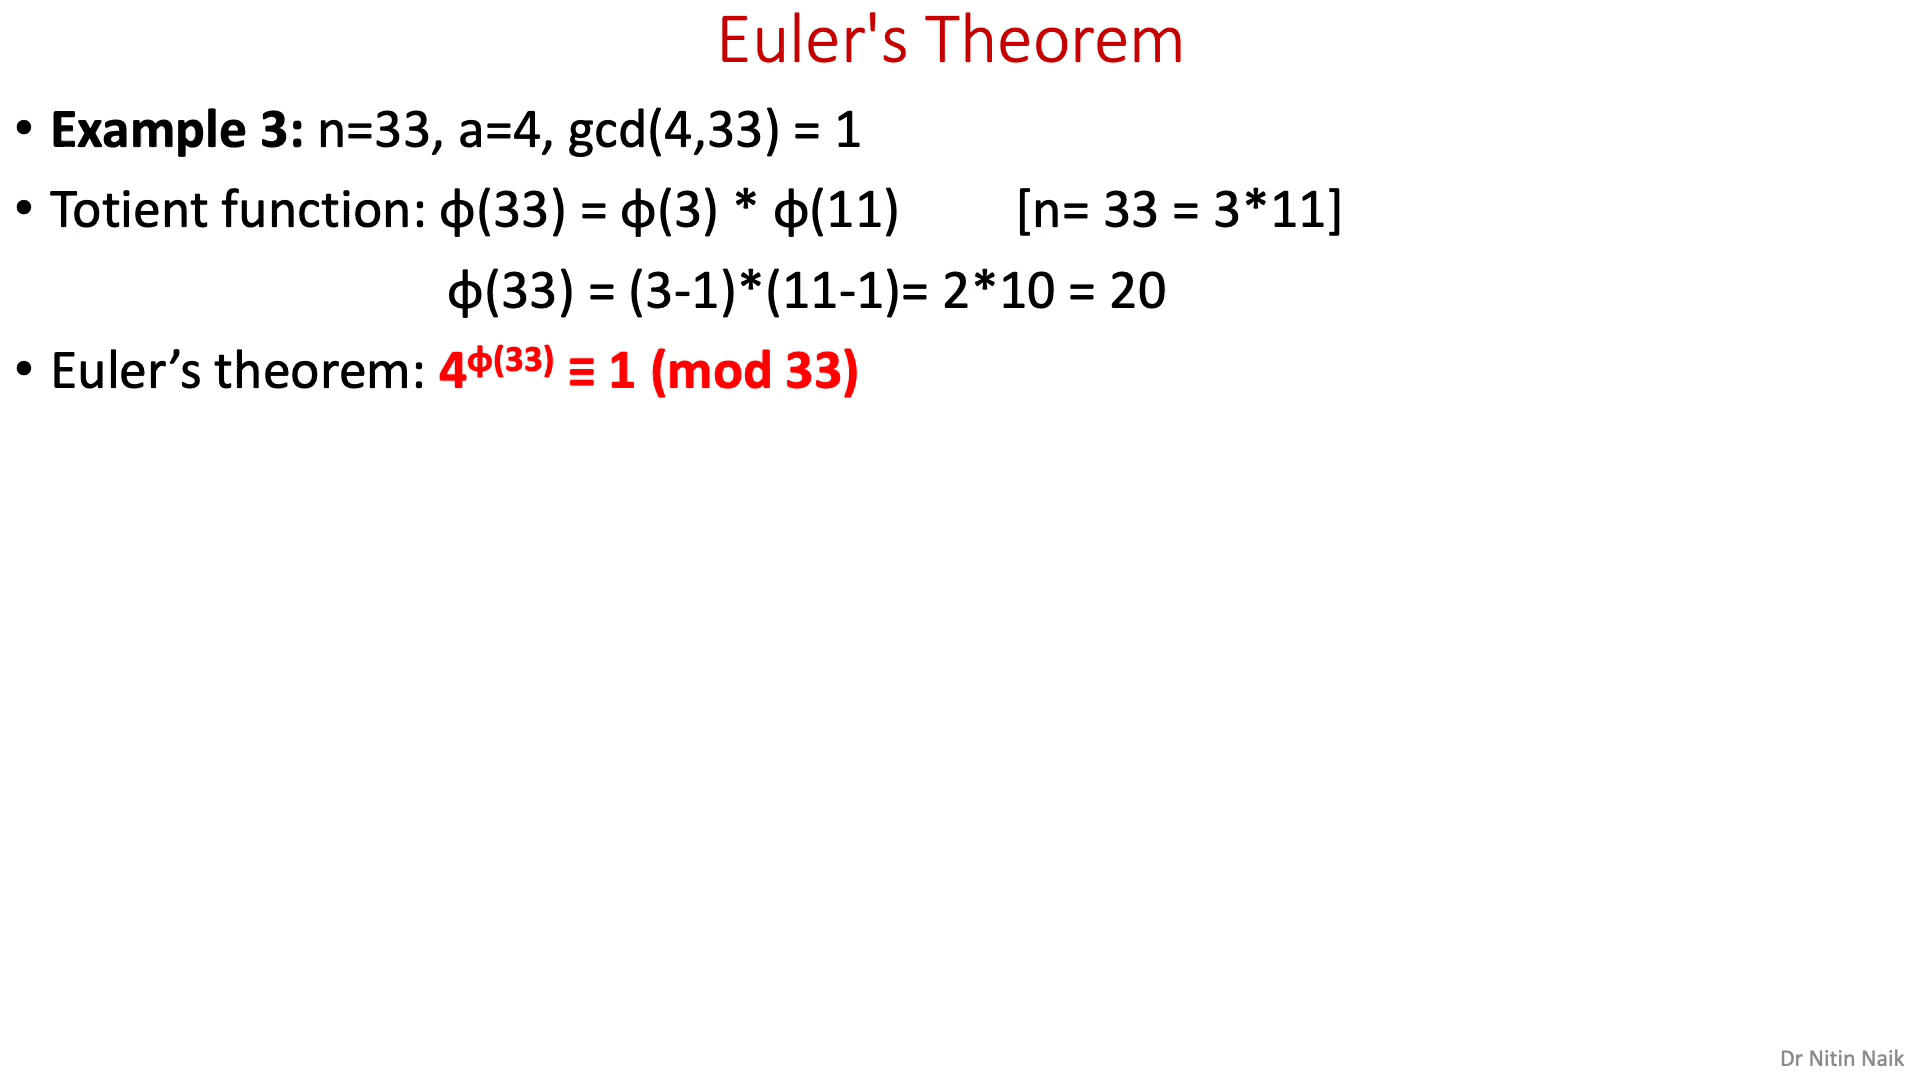 Euler's Theorem
• Example 3: n=33, a=4, gcd(4,33) = 1
• Totient function: ϕ(33) = ϕ(3) * ϕ(11) [n= 33 = 3*11]
ϕ(33) = (3-1)*(11-1)= 2*10 = 20
• Euler’s theorem: 4^ϕ(33) ≡ 1 (mod 33)
Dr Nitin Naik